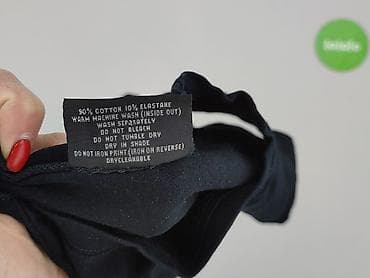 90% COTTON 10% ELASTANE
WARM MACHINE WASH (INSIDE OUT)
WASH SEPARATELY
DO NOT BLEACH
DO NOT TUMBLE DRY
DRY IN SHADE
DO NOT IRON PRINT (IRON ON REVERSE)
DRYCLEANABLE